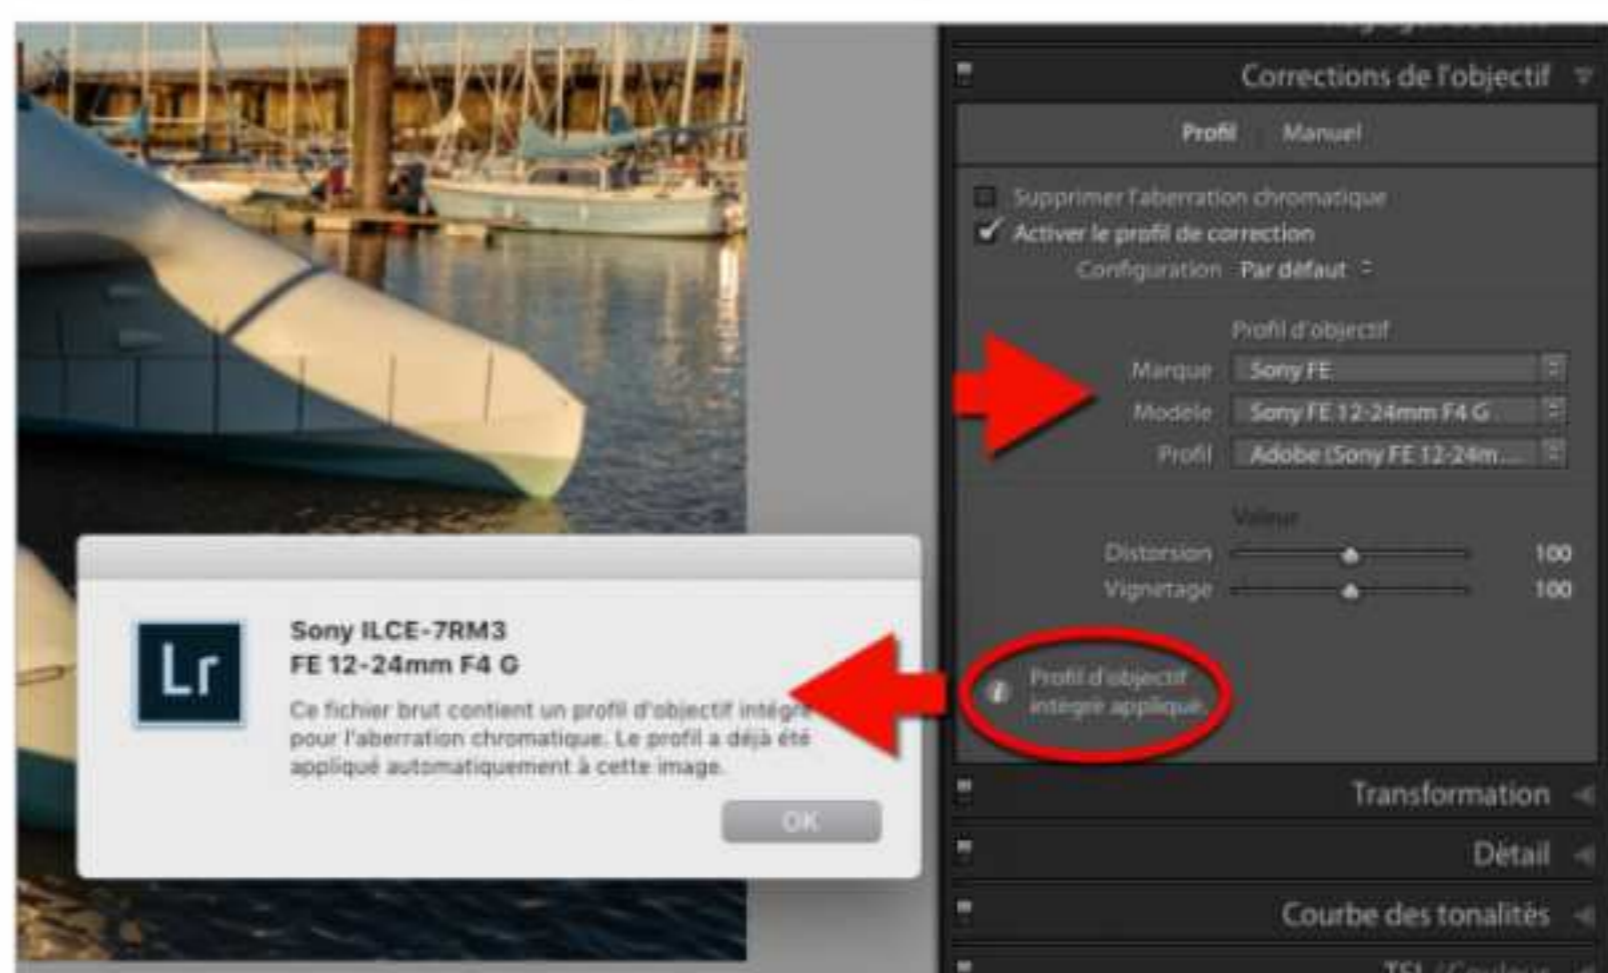 Corrections de l'objectif
Profil Manuel
Supprimer l'aberration chromatique
Activer le profil de correction
Configuration Par défaut
Profil d'objectif
Marque Sony FE
Modèle Sony FE 12-24mm F4 G
Profil Adobe (Sony FE 12-24m...
Valeur
Distorsion 100
Vignetage 100
Profil d'objectif
intégré appliqué.
Lr
Sony ILCE-7RM3
FE 12-24mm F4 G
Ce fichier brut contient un profil d'objectif intégré
pour l'aberration chromatique. Le profil a déjà été
appliqué automatiquement à cette image.
OK
Transformation
Détail
Courbe des tonalités